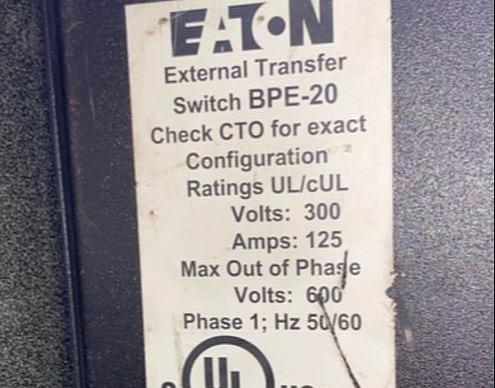 EATON
External Transfer
Switch BPE-20
Check CTO for exact
Configuration
Ratings UL/cUL
Volts: 300
Amps: 125
Max Out of Phase
Volts: 600
Phase 1; Hz 50/60
UL